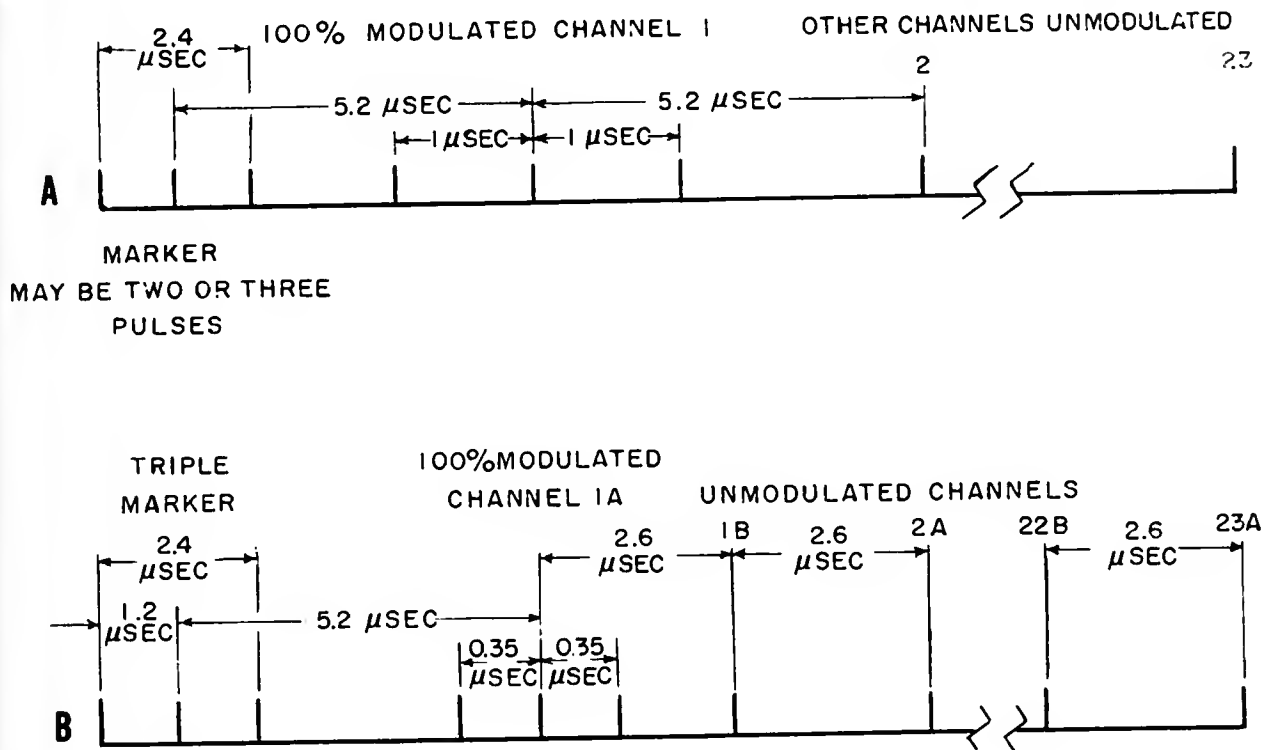 100% MODULATED CHANNEL 1
OTHER CHANNELS UNMODULATED
2.4
μSEC
2
23
5.2 μSEC
5.2 μSEC
1 μSEC
1 μSEC
A
MARKER
MAY BE TWO OR THREE
PULSES
TRIPLE
MARKER
100% MODULATED
CHANNEL 1A
UNMODULATED CHANNELS
2.4
μSEC
2.6
μSEC
1B
2.6
μSEC
2A
22B
2.6
μSEC
23A
1.2
μSEC
5.2 μSEC
0.35
μSEC
0.35
μSEC
B